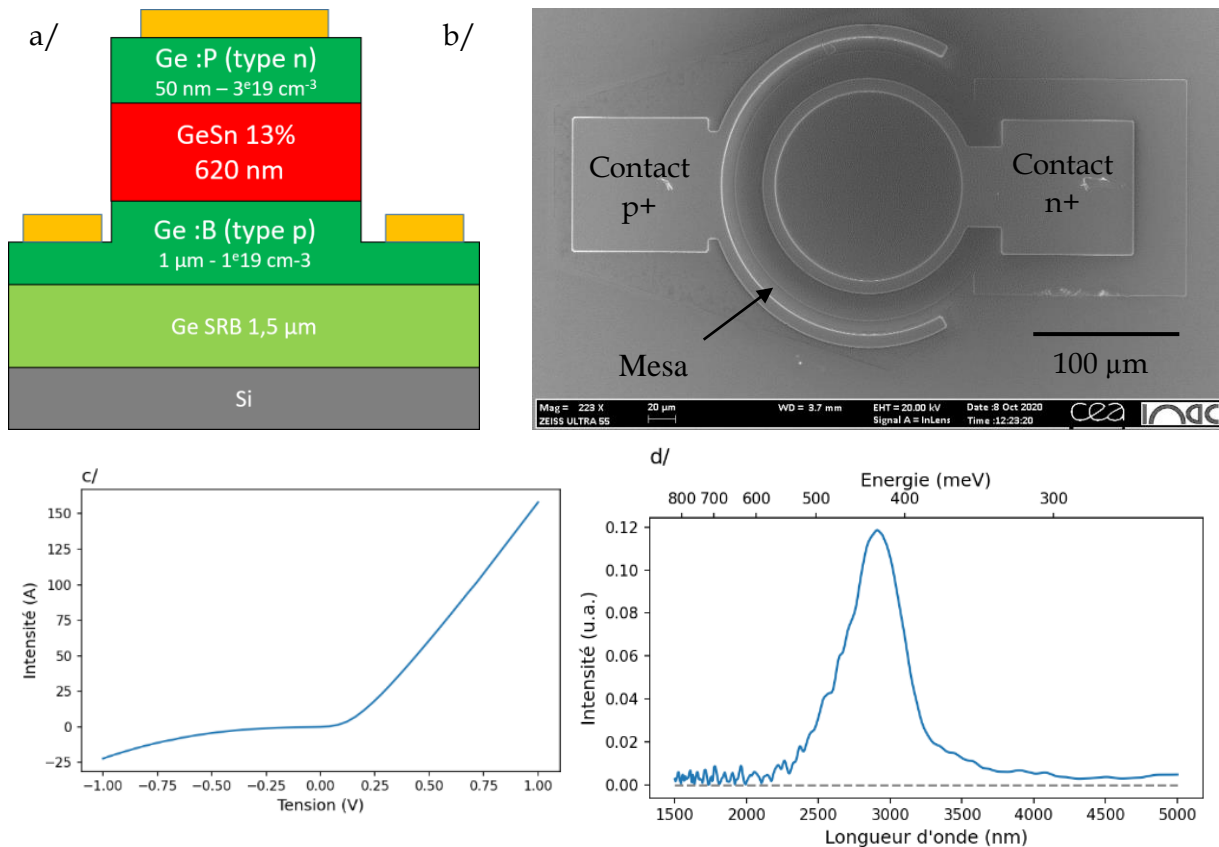 a/
Ge :P (type n)
50 nm – 3ᵉ19 cm⁻³
GeSn 13%
620 nm
Ge :B (type p)
1 µm - 1ᵉ19 cm-3
Ge SRB 1,5 µm
Si
b/
Contact
p+
Contact
n+
Mesa
100 µm
Mag = 223 X
ZEISS ULTRA 55
20 µm
WD = 3.7 mm
EHT = 20.00 kV
Signal A = InLens
Date :8 Oct 2020
Time :12:23:20
cea
inac
c/
Intensité (A)
150
125
100
75
50
25
0
−25
−1.00 −0.75 −0.50 −0.25 0.00 0.25 0.50 0.75 1.00
Tension (V)
d/
Energie (meV)
800 700 600 500 400 300
Intensité (u.a.)
0.12
0.10
0.08
0.06
0.04
0.02
0.00
1500 2000 2500 3000 3500 4000 4500 5000
Longueur d'onde (nm)